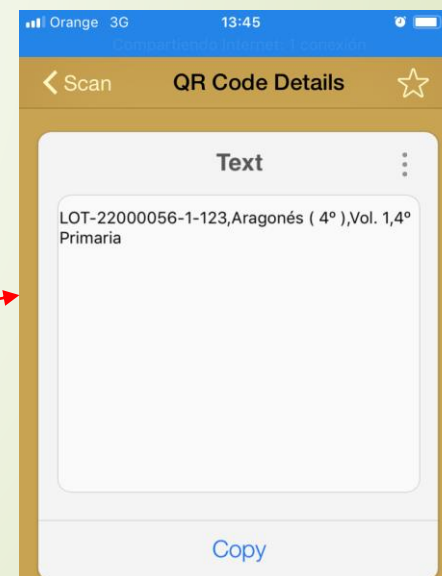 Orange 3G 13:45
Compartiendo Internet: 1 conexión
Scan QR Code Details
Text
LOT-22000056-1-123,Aragonés ( 4º ),Vol. 1,4º
Primaria
Copy